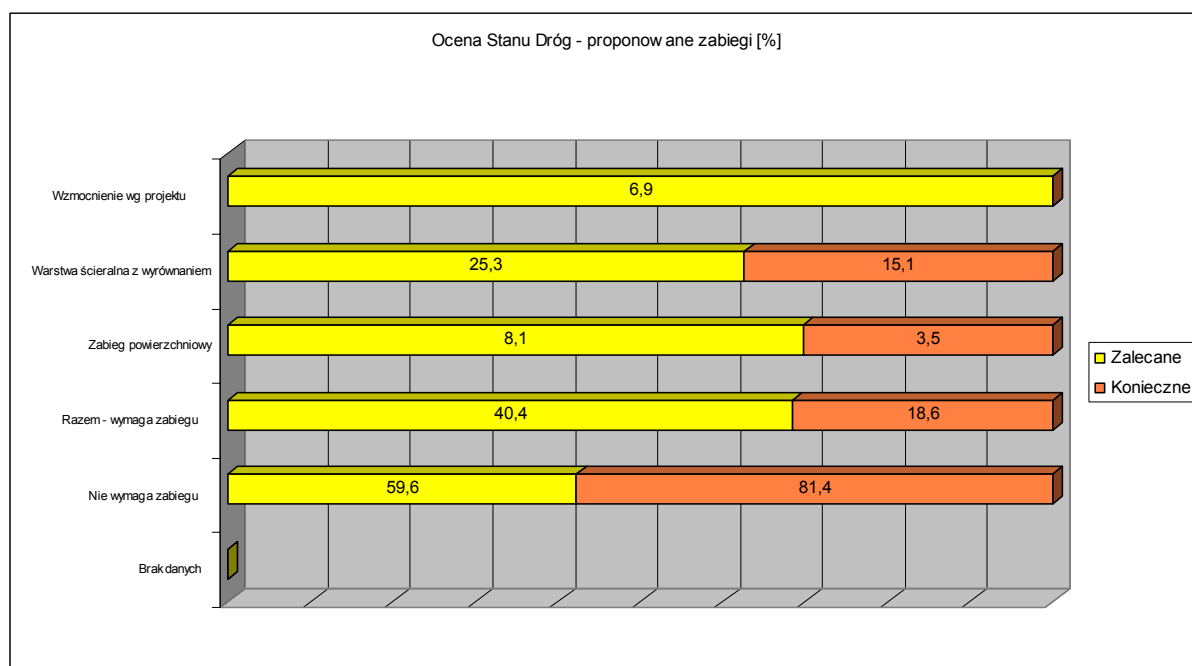 Ocena Stanu Dróg - proponowane zabiegi [%]
Wzmocnienie wg projektu
6,9
Warstwa ścieralna z wyrównaniem
25,3
15,1
Zabieg powierzchniowy
8,1
3,5
Razem - wymaga zabiegu
40,4
18,6
Nie wymaga zabiegu
59,6
81,4
Brak danych
Zalecane
Konieczne